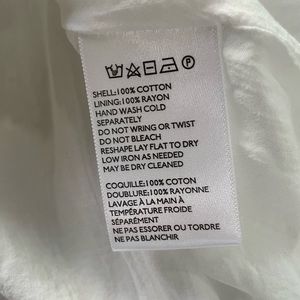 SHELL:100% COTTON
LINING:100% RAYON
HAND WASH COLD
SEPARATELY
DO NOT WRING OR TWIST
DO NOT BLEACH
RESHAPE LAY FLAT TO DRY
LOW IRON AS NEEDED
MAY BE DRY CLEANED
COQUILLE:100% COTON
DOUBLURE:100% RAYONNE
LAVAGE À LA MAIN À
TEMPÉRATURE FROIDE
SÉPARÉMENT
NE PAS ESSORER OU TORDRE
NE PAS BLANCHIR